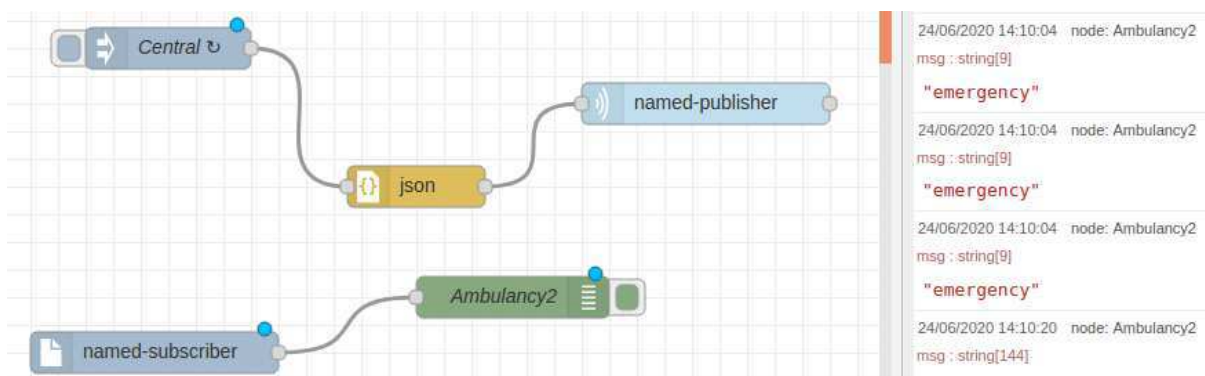 Central ↻
named-publisher
{} json
Ambulancy2
named-subscriber
24/06/2020 14:10:04 node: Ambulancy2
msg : string[9]
"emergency"
24/06/2020 14:10:04 node: Ambulancy2
msg : string[9]
"emergency"
24/06/2020 14:10:04 node: Ambulancy2
msg : string[9]
"emergency"
24/06/2020 14:10:20 node: Ambulancy2
msg : string[144]